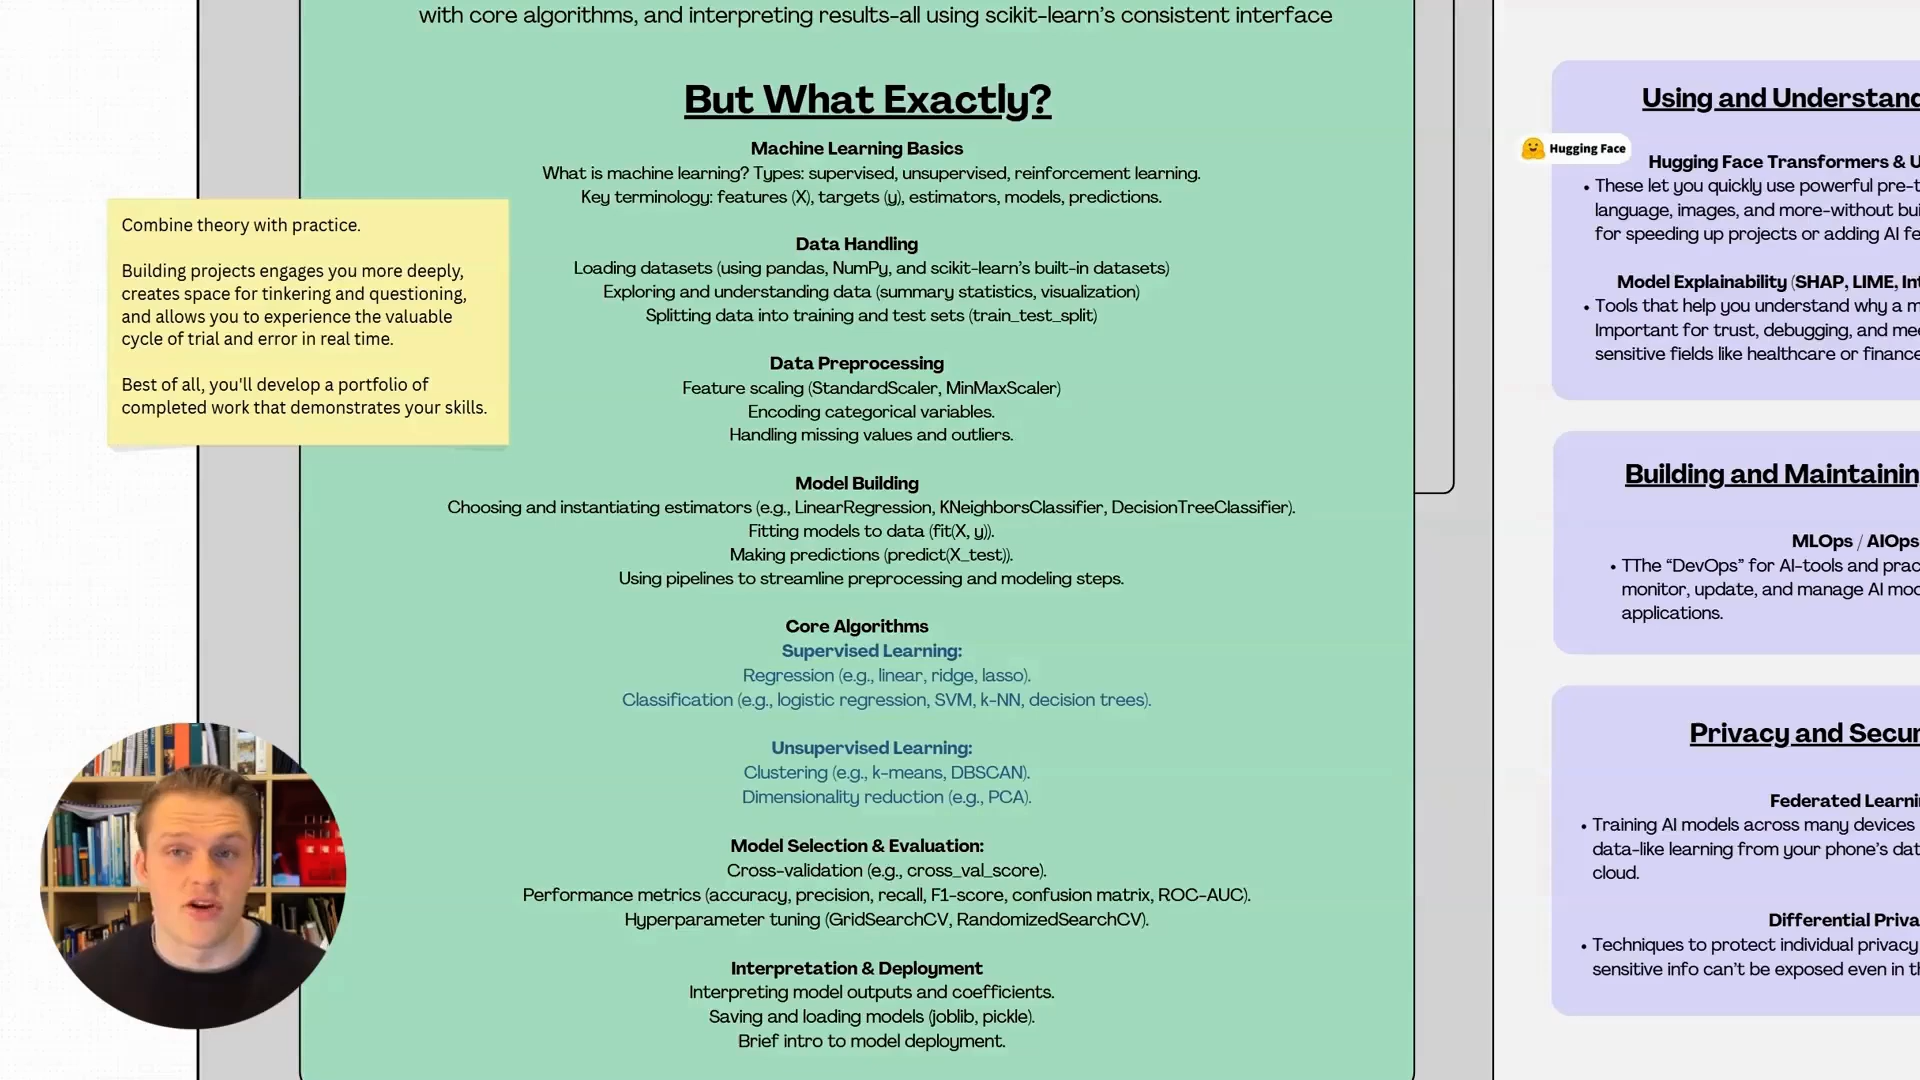 with core algorithms, and interpreting results-all using scikit-learn's consistent interface
But What Exactly?
Machine Learning Basics
What is machine learning? Types: supervised, unsupervised, reinforcement learning.
Key terminology: features (X), targets (y), estimators, models, predictions.
Data Handling
Loading datasets (using pandas, NumPy, and scikit-learn's built-in datasets)
Exploring and understanding data (summary statistics, visualization)
Splitting data into training and test sets (train_test_split)
Data Preprocessing
Feature scaling (StandardScaler, MinMaxScaler)
Encoding categorical variables.
Handling missing values and outliers.
Model Building
Choosing and instantiating estimators (e.g., LinearRegression, KNeighborsClassifier, DecisionTreeClassifier).
Fitting models to data (fit(X, y)).
Making predictions (predict(X_test)).
Using pipelines to streamline preprocessing and modeling steps.
Core Algorithms
Supervised Learning:
Regression (e.g., linear, ridge, lasso).
Classification (e.g., logistic regression, SVM, k-NN, decision trees).
Unsupervised Learning:
Clustering (e.g., k-means, DBSCAN).
Dimensionality reduction (e.g., PCA).
Model Selection & Evaluation:
Cross-validation (e.g., cross_val_score).
Performance metrics (accuracy, precision, recall, F1-score, confusion matrix, ROC-AUC).
Hyperparameter tuning (GridSearchCV, RandomizedSearchCV).
Interpretation & Deployment
Interpreting model outputs and coefficients.
Saving and loading models (joblib, pickle).
Brief intro to model deployment.
Combine theory with practice.
Building projects engages you more deeply,
creates space for tinkering and questioning,
and allows you to experience the valuable
cycle of trial and error in real time.
Best of all, you'll develop a portfolio of
completed work that demonstrates your skills.
Using and Understand
Hugging Face
Hugging Face Transformers & U
• These let you quickly use powerful pre-t
language, images, and more-without bui
for speeding up projects or adding AI fe
Model Explainability (SHAP, LIME, Int
• Tools that help you understand why a m
Important for trust, debugging, and mee
sensitive fields like healthcare or finance
Building and Maintainin
MLOps / AIOps
• TThe “DevOps” for AI-tools and prac
monitor, update, and manage AI mod
applications.
Privacy and Secur
Federated Learnin
• Training AI models across many devices
data-like learning from your phone's dat
cloud.
Differential Priva
• Techniques to protect individual privacy
sensitive info can't be exposed even in th